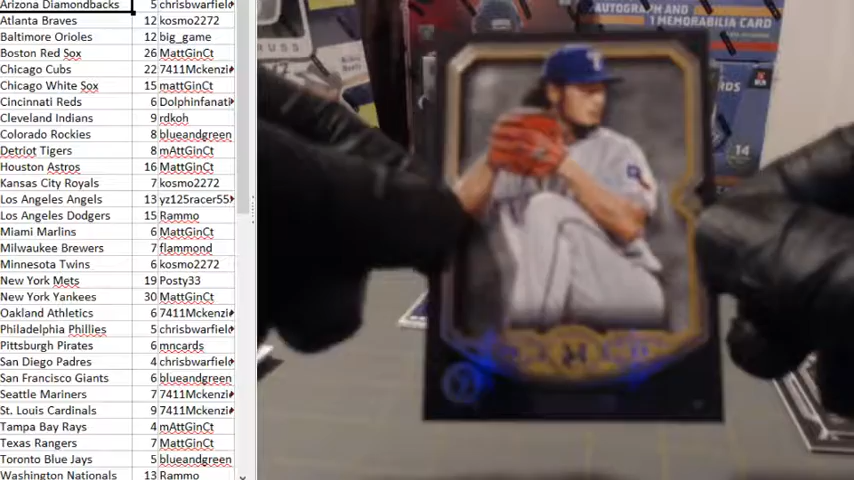 Arizona Diamondbacks 5 chrisbwarfield
Atlanta Braves 12 kosmo2272
Baltimore Orioles 12 big_game
Boston Red Sox 26 MattGinCt
Chicago Cubs 22 7411Mckenzi
Chicago White Sox 15 mattGinCt
Cincinnati Reds 6 Dolphinfanati
Cleveland Indians 9 rdkoh
Colorado Rockies 8 blueandgreen
Detriot Tigers 8 mAttGinCt
Houston Astros 16 MattGinCt
Kansas City Royals 7 kosmo2272
Los Angeles Angels 13 yz125racer55
Los Angeles Dodgers 15 Rammo
Miami Marlins 6 MattGinCt
Milwaukee Brewers 7 flammond
Minnesota Twins 6 kosmo2272
New York Mets 19 Posty33
New York Yankees 30 MattGinCt
Oakland Athletics 6 7411Mckenzi
Philadelphia Phillies 5 chrisbwarfield
Pittsburgh Pirates 6 mncards
San Diego Padres 4 chrisbwarfield
San Francisco Giants 6 blueandgreen
Seattle Mariners 7 7411Mckenzi
St. Louis Cardinals 9 7411Mckenzi
Tampa Bay Rays 4 mAttGinCt
Texas Rangers 7 MattGinCt
Toronto Blue Jays 5 blueandgreen
Washington Nationals 13 Rammo
AUTOGRAPH AND
1 MEMORABILIA CARD
14
T